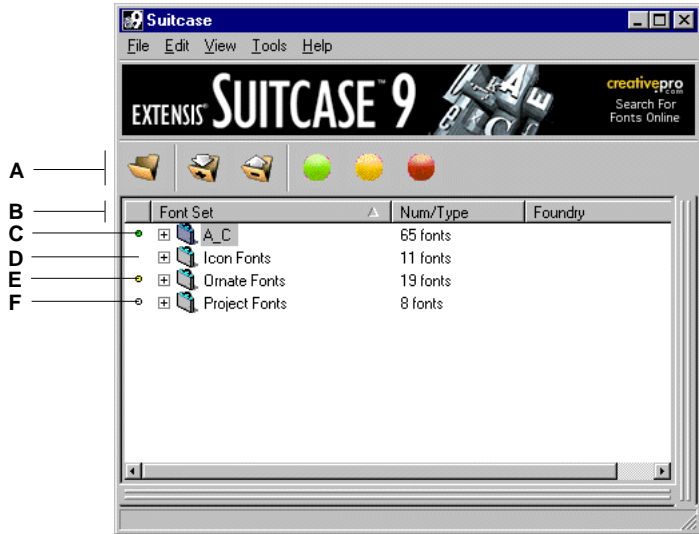 Suitcase
File Edit View Tools Help
EXTENSIS SUITCASE™ 9
creativepro
.com
Search For
Fonts Online
A
B Font Set Num/Type Foundry
C A_C 65 fonts
D Icon Fonts 11 fonts
E Ornate Fonts 19 fonts
F Project Fonts 8 fonts